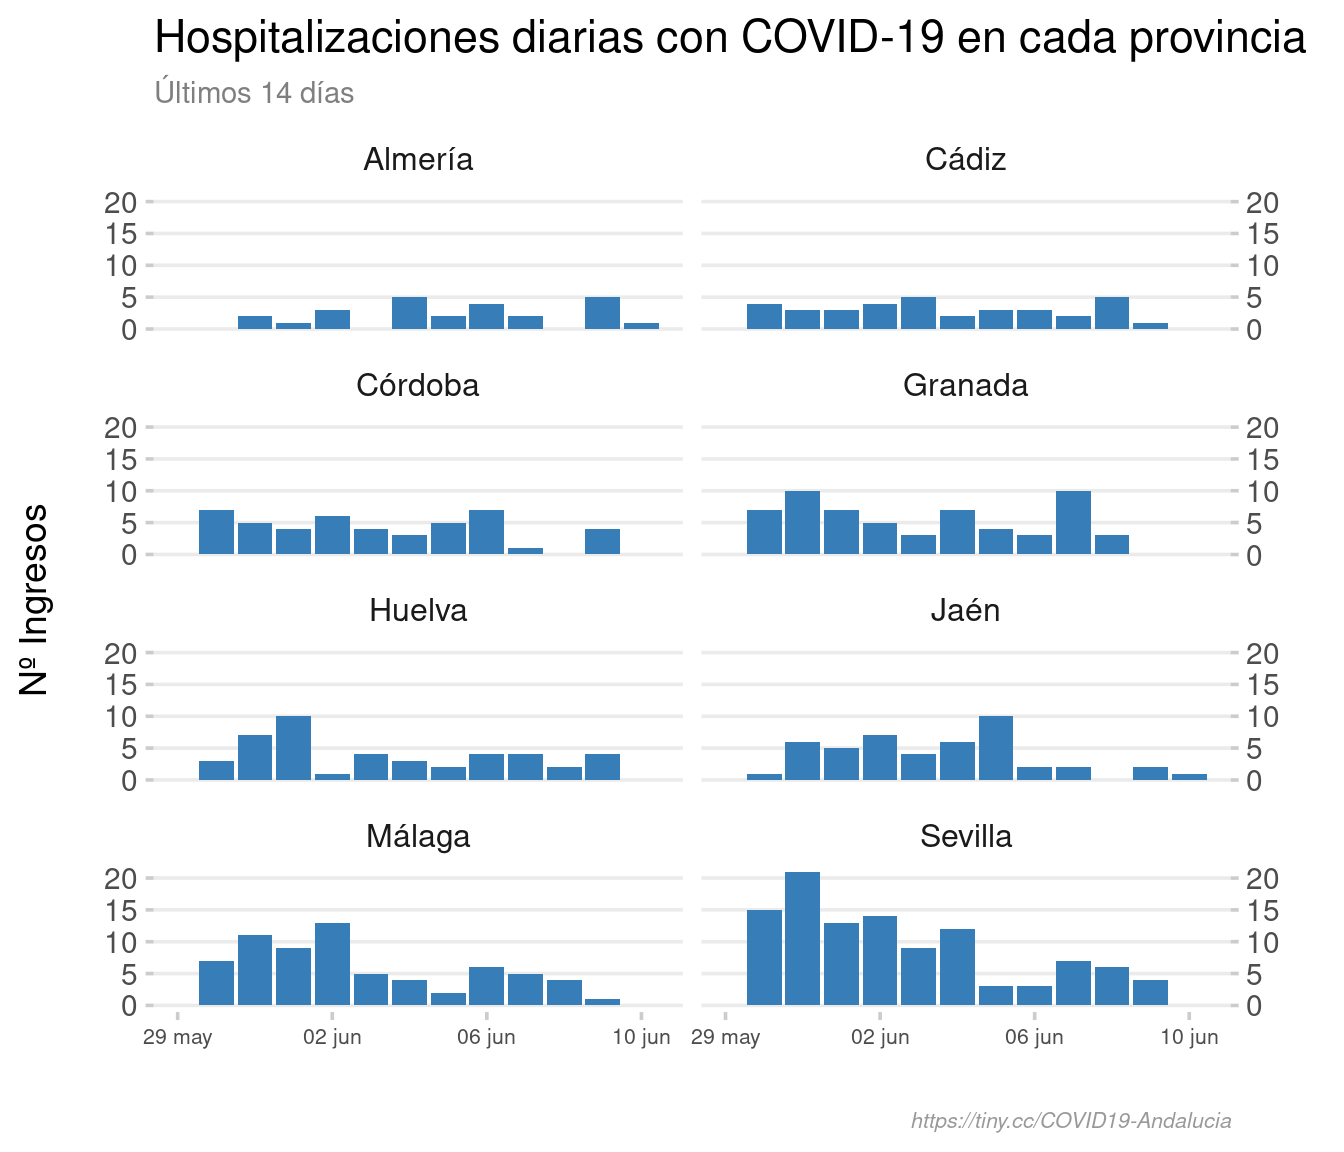 Hospitalizaciones diarias con COVID-19 en cada provincia
Últimos 14 días
Nº Ingresos
Almería Cádiz
20 20
15 15
10 10
5 5
0 0
Córdoba Granada
20 20
15 15
10 10
5 5
0 0
Huelva Jaén
20 20
15 15
10 10
5 5
0 0
Málaga Sevilla
20 20
15 15
10 10
5 5
0 0
29 may 02 jun 06 jun 10 jun 29 may 02 jun 06 jun 10 jun
https://tiny.cc/COVID19-Andalucia